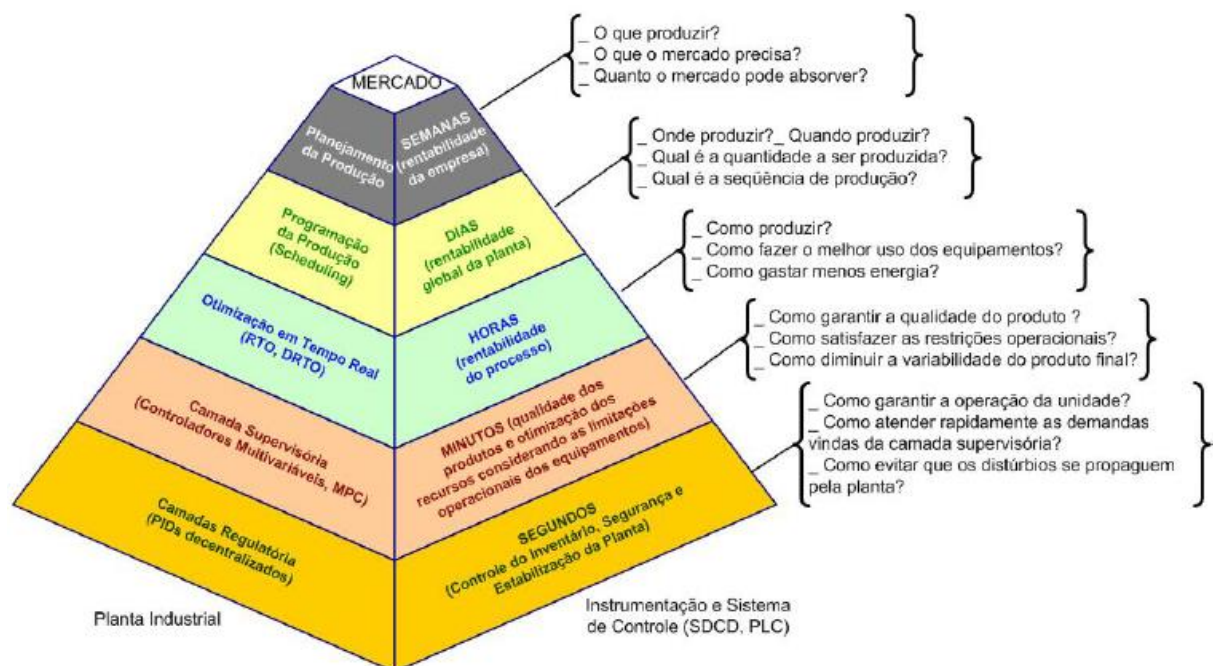 MERCADO
Planejamento
da Produção
SEMANAS
(rentabilidade
da empresa)
_ O que produzir?
_ O que o mercado precisa?
_ Quanto o mercado pode absorver?
Programação
da Produção
(Scheduling)
DIAS
(rentabilidade
global da planta)
_ Onde produzir?_ Quando produzir?
_ Qual é a quantidade a ser produzida?
_ Qual é a seqüência de produção?
Otimização em Tempo Real
(RTO, DRTO)
HORAS
(rentabilidade
do processo)
_ Como produzir?
_ Como fazer o melhor uso dos equipamentos?
_ Como gastar menos energia?
Camada Supervisória
(Controladores Multivariáveis, MPC)
MINUTOS (qualidade dos
produtos e otimização dos
recursos considerando as limitações
operacionais dos equipamentos)
_ Como garantir a qualidade do produto ?
_ Como satisfazer as restrições operacionais?
_ Como diminuir a variabilidade do produto final?
Camadas Regulatória
(PIDs decentralizados)
SEGUNDOS
(Controle do Inventário, Segurança e
Estabilização da Planta)
_ Como garantir a operação da unidade?
_ Como atender rapidamente as demandas
vindas da camada supervisória?
_ Como evitar que os distúrbios se propaguem
pela planta?
Planta Industrial
Instrumentação e Sistema
de Controle (SDCD, PLC)